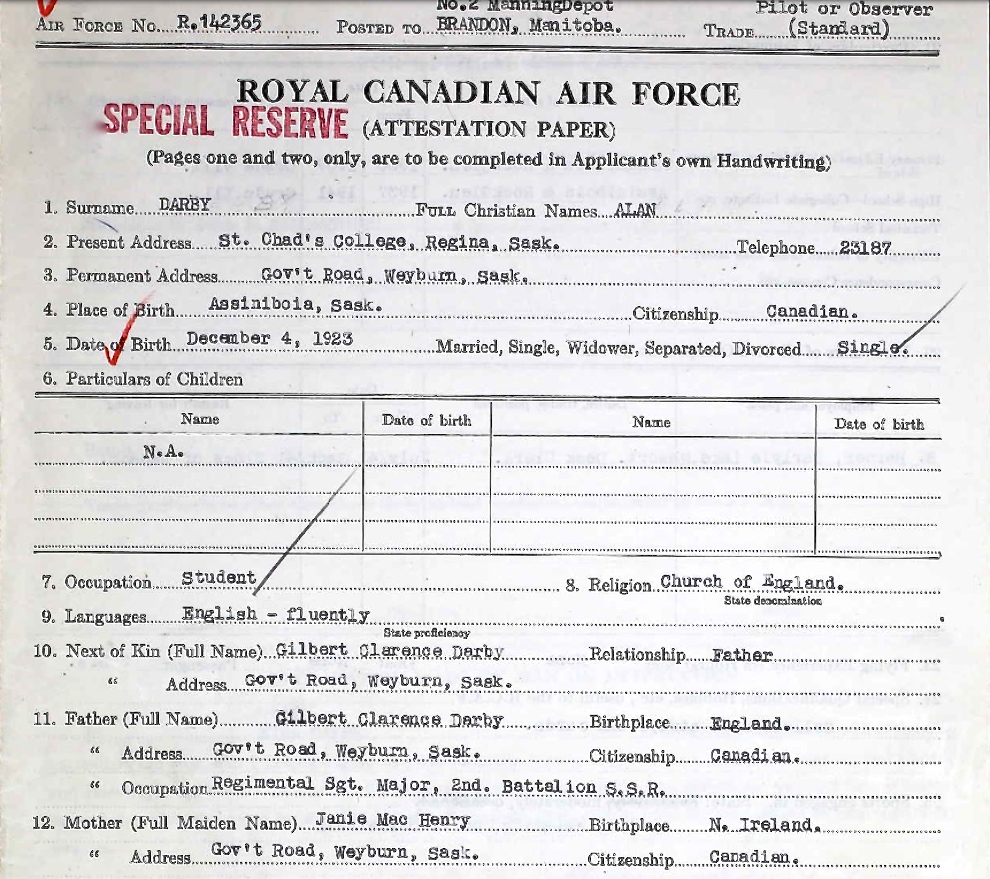 No.2 ManningDepot Pilot or Observer
AIR FORCE No. R.142365 POSTED TO BRANDON, Manitoba. TRADE (Standard)
ROYAL CANADIAN AIR FORCE
SPECIAL RESERVE (ATTESTATION PAPER)
(Pages one and two, only, are to be completed in Applicant's own Handwriting)
1. Surname DARBY FULL Christian Names ALAN
2. Present Address St. Chad's College, Regina, Sask. Telephone 23187
3. Permanent Address Gov't Road, Weyburn, Sask.
4. Place of Birth Assiniboia, Sask. Citizenship Canadian.
5. Date of Birth December 4, 1923 Married, Single, Widower, Separated, Divorced Single.
6. Particulars of Children
Name Date of birth Name Date of birth
N.A.
7. Occupation Student 8. Religion Church of England.
State denomination
9. Languages English - fluently
State proficiency
10. Next of Kin (Full Name) Gilbert Clarence Darby Relationship Father
" Address Gov't Road, Weyburn, Sask.
11. Father (Full Name) Gilbert Clarence Darby Birthplace England.
" Address Gov't Road, Weyburn, Sask. Citizenship Canadian.
" Occupation Regimental Sgt. Major, 2nd. Battalion S.S.R.
12. Mother (Full Maiden Name) Janie Mac Henry Birthplace N. Ireland.
" Address Gov't Road, Weyburn, Sask. Citizenship Canadian.